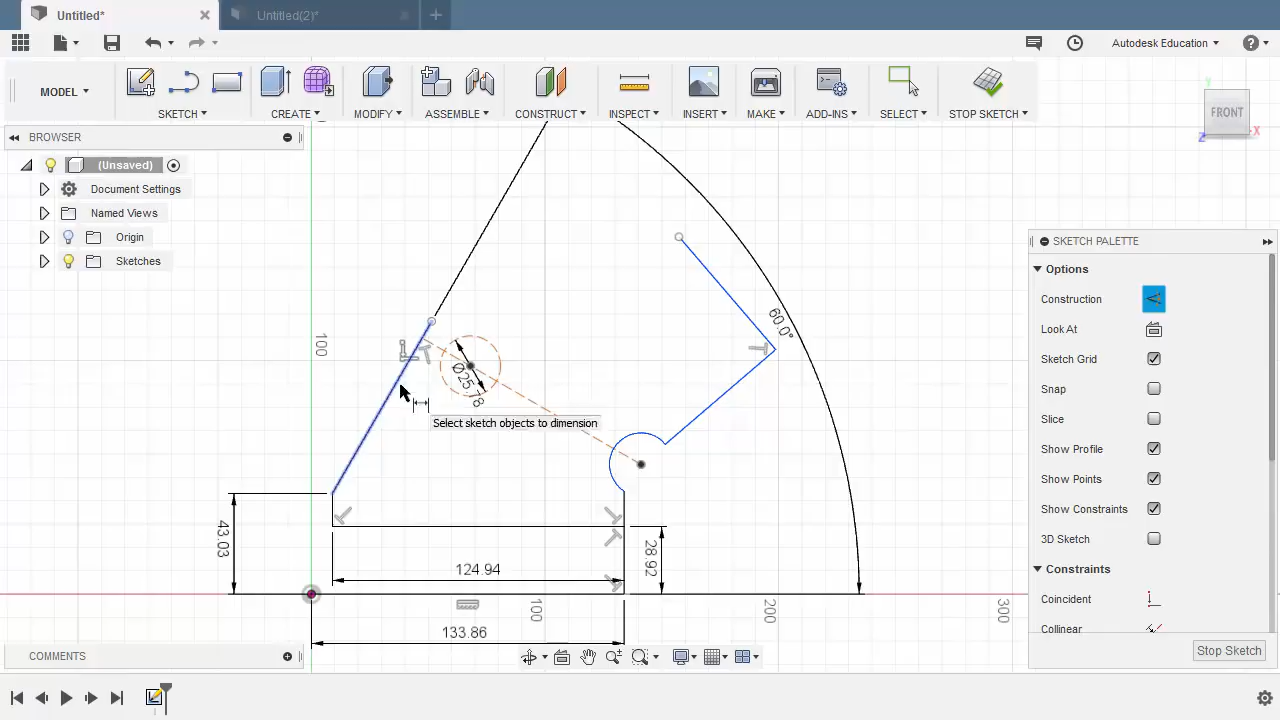 Untitled*
Untitled(2)*
Autodesk Education
MODEL
SKETCH
CREATE
MODIFY
ASSEMBLE
CONSTRUCT
INSPECT
INSERT
MAKE
ADD-INS
SELECT
STOP SKETCH
Y
FRONT
X
Z
BROWSER
(Unsaved)
Document Settings
Named Views
Origin
Sketches
SKETCH PALETTE
Options
Construction
Look At
Sketch Grid
Snap
Slice
Show Profile
Show Points
Show Constraints
3D Sketch
Constraints
Coincident
Collinear
Stop Sketch
60.0°
100
Ø25.78
Select sketch objects to dimension
43.03
28.92
124.94
100
200
300
133.86
COMMENTS